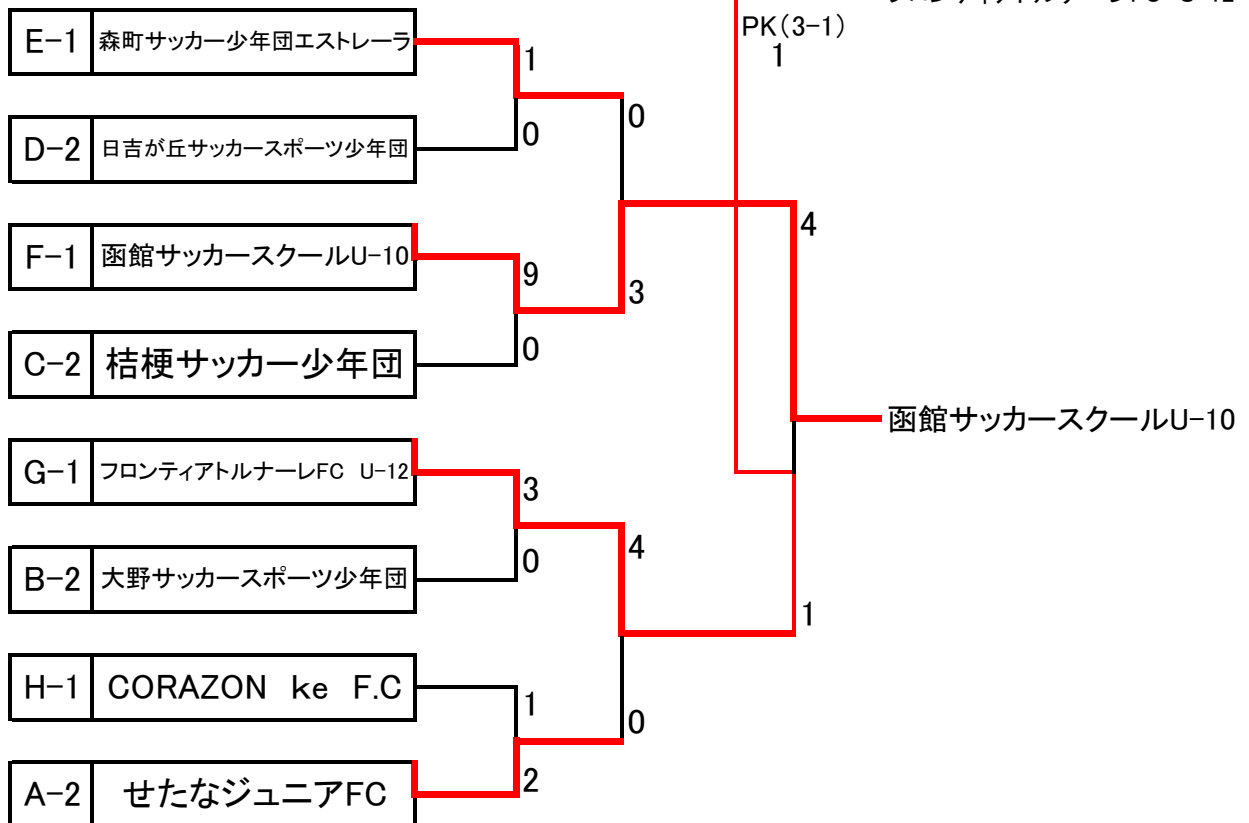 PK(3-1)
1
E-1 森町サッカー少年団エストレーラ
1
0
D-2 日吉が丘サッカースポーツ少年団
0
F-1 函館サッカースクールU-10
9
3
4
C-2 桔梗サッカー少年団
0
函館サッカースクールU-10
G-1 フロンティアトルナーレFC U-12
3
4
B-2 大野サッカースポーツ少年団
0
1
H-1 CORAZON ke F.C
1
0
A-2 せたなジュニアFC
2